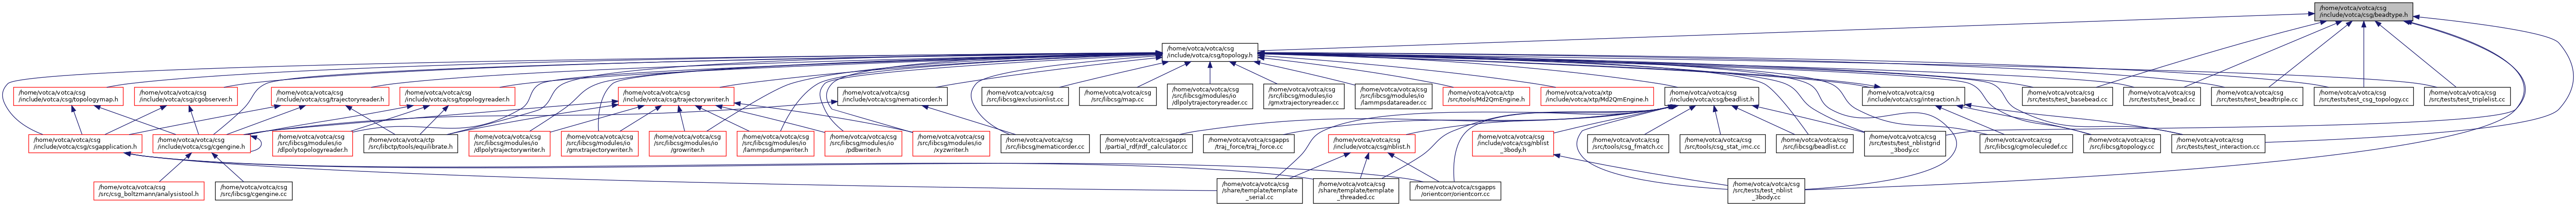 /home/votca/votca/csg
/include/votca/csg/beadtype.h
/home/votca/votca/csg
/include/votca/csg/topology.h
/home/votca/votca/csg
/include/votca/csg/topologymap.h
/home/votca/votca/csg
/include/votca/csg/cgobserver.h
/home/votca/votca/csg
/include/votca/csg/trajectoryreader.h
/home/votca/votca/csg
/include/votca/csg/topologyreader.h
/home/votca/votca/csg
/include/votca/csg/trajectorywriter.h
/home/votca/votca/csg
/include/votca/csg/nematicorder.h
/home/votca/votca/csg
/src/libcsg/exclusionlist.cc
/home/votca/votca/csg
/src/libcsg/map.cc
/home/votca/votca/csg
/src/libcsg/modules/io
/dlpolytrajectoryreader.cc
/home/votca/votca/csg
/src/libcsg/modules/io
/gmxtrajectoryreader.cc
/home/votca/votca/csg
/src/libcsg/modules/io
/lammpsdatareader.cc
/home/votca/votca/ctp
/src/tools/Md2QmEngine.h
/home/votca/votca/xtp
/include/votca/xtp/Md2QmEngine.h
/home/votca/votca/csg
/include/votca/csg/beadlist.h
/home/votca/votca/csg
/include/votca/csg/interaction.h
/home/votca/votca/csg
/src/tests/test_basebead.cc
/home/votca/votca/csg
/src/tests/test_bead.cc
/home/votca/votca/csg
/src/tests/test_beadtriple.cc
/home/votca/votca/csg
/src/tests/test_csg_topology.cc
/home/votca/votca/csg
/src/tests/test_triplelist.cc
/home/votca/votca/csg
/include/votca/csg/csgapplication.h
/home/votca/votca/csg
/include/votca/csg/cgengine.h
/home/votca/votca/csg
/src/libcsg/modules/io
/dlpolytopologyreader.h
/home/votca/votca/csg
/src/libctp/tools/equilibrate.h
/home/votca/votca/csg
/src/libcsg/modules/io
/dlpolytrajectorywriter.h
/home/votca/votca/csg
/src/libcsg/modules/io
/gmxtrajectorywriter.h
/home/votca/votca/csg
/src/libcsg/modules/io
/growriter.h
/home/votca/votca/csg
/src/libcsg/modules/io
/lammpsdumpwriter.h
/home/votca/votca/csg
/src/libcsg/modules/io
/pdbwriter.h
/home/votca/votca/csg
/src/libcsg/modules/io
/xyzwriter.h
/home/votca/votca/csg
/src/libcsg/nematicorder.cc
/home/votca/votca/csgapps
/partial_rdf/rdf_calculator.cc
/home/votca/votca/csgapps
/traj_force/traj_force.cc
/home/votca/votca/csg
/include/votca/csg/nblist.h
/home/votca/votca/csg
/include/votca/csg/nblist
_3body.h
/home/votca/votca/csg
/src/tools/csg_fmatch.cc
/home/votca/votca/csg
/src/tools/csg_stat_imc.cc
/home/votca/votca/csg
/src/libcsg/beadlist.cc
/home/votca/votca/csg
/src/tests/test_nblistgrid
_3body.cc
/home/votca/votca/csg
/src/libcsg/cgmoleculedef.cc
/home/votca/votca/csg
/src/libcsg/topology.cc
/home/votca/votca/csg
/src/tests/test_interaction.cc
/home/votca/votca/csg
/src/csg_boltzmann/analysistool.h
/home/votca/votca/csg
/src/libcsg/cgengine.cc
/home/votca/votca/csg
/share/template/template
_serial.cc
/home/votca/votca/csg
/share/template/template
_threaded.cc
/home/votca/votca/csgapps
/orientcorr/orientcorr.cc
/home/votca/votca/csg
/src/tests/test_nblist
_3body.cc